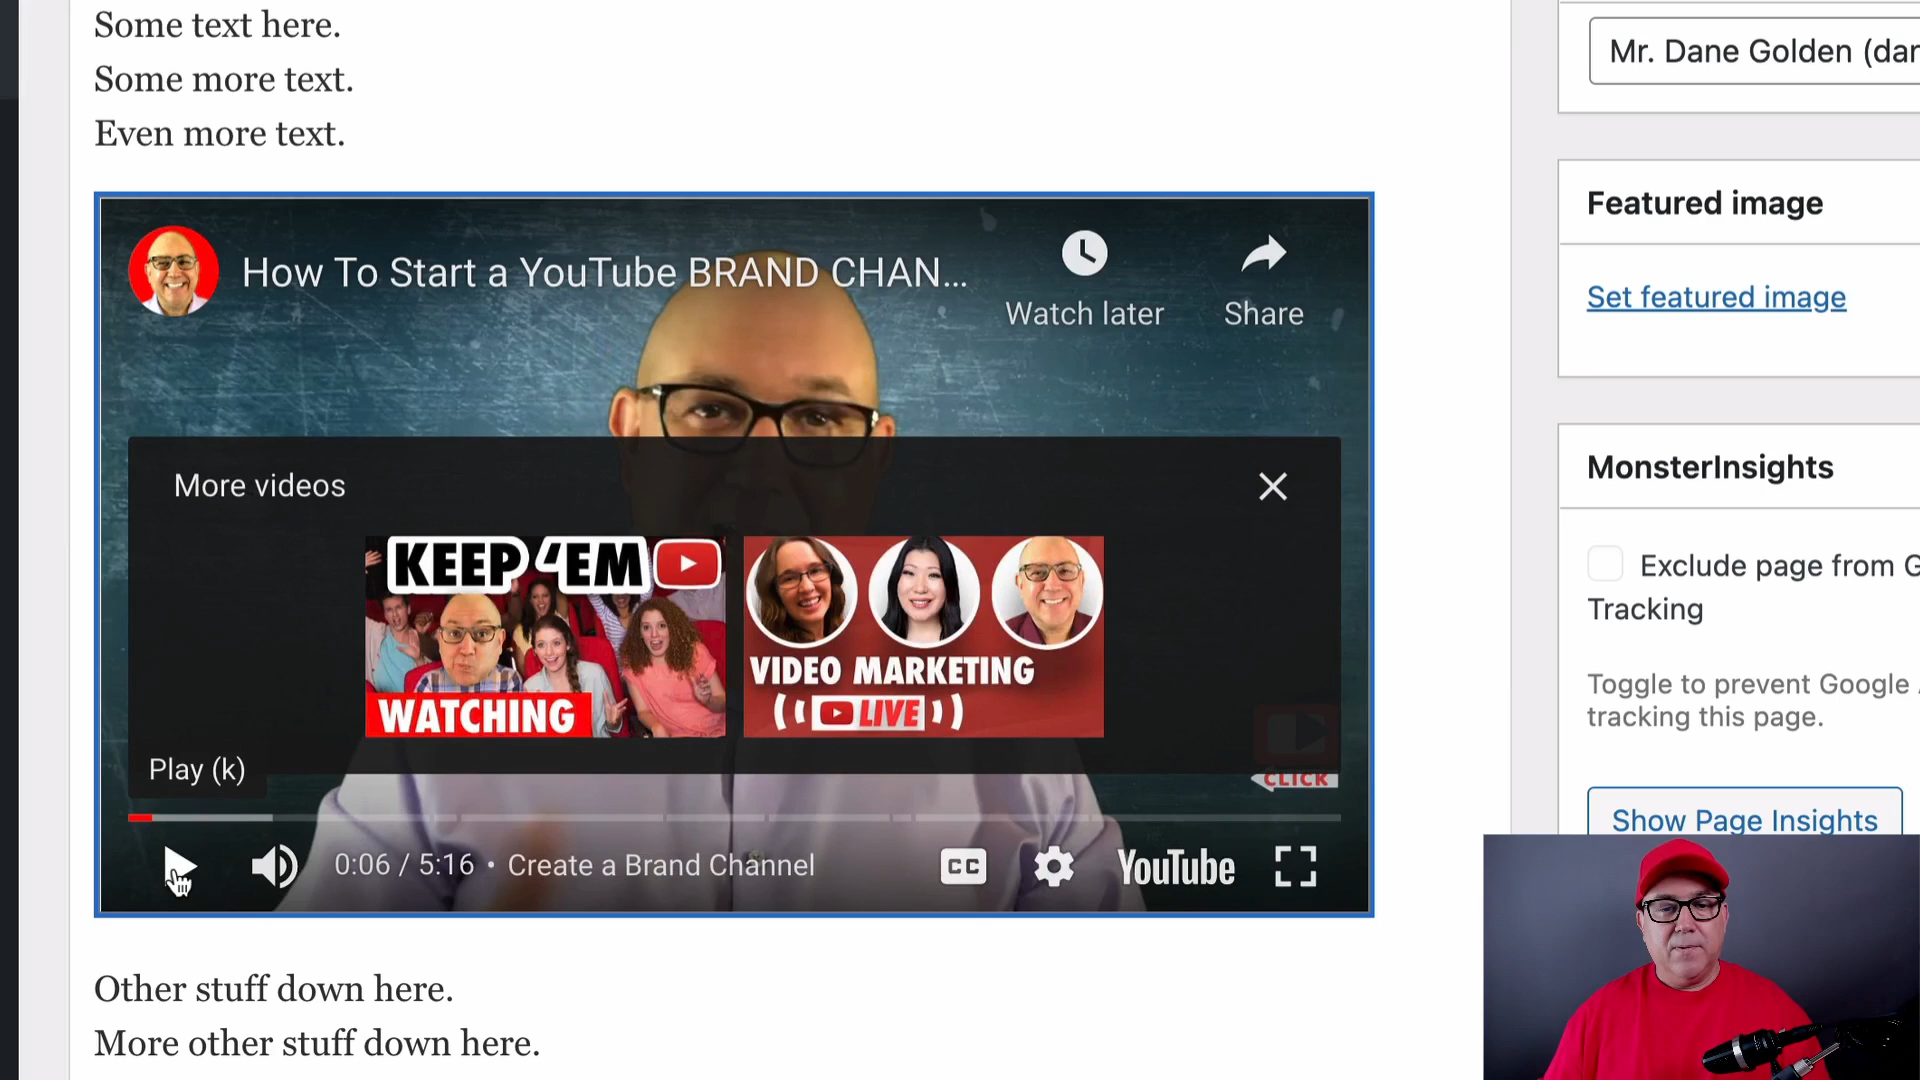 Some text here.
Some more text.
Even more text.
Mr. Dane Golden (dar
Featured image
Set featured image
How To Start a YouTube BRAND CHAN...
Watch later
Share
MonsterInsights
More videos
Exclude page from G
Tracking
KEEP 'EM
WATCHING
VIDEO MARKETING
LIVE
Toggle to prevent Google
tracking this page.
Play (k)
CLICK
Show Page Insights
0:06 / 5:16 • Create a Brand Channel
CC
YouTube
Other stuff down here.
More other stuff down here.